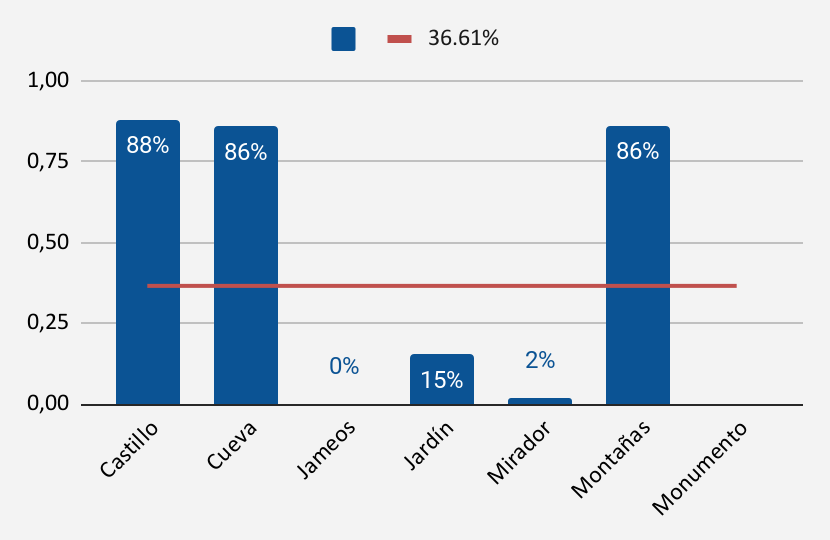 36.61%
1,00
88%
86%
86%
0,75
0,50
0,25
0%
15%
2%
0,00
Castillo
Cueva
Jameos
Jardín
Mirador
Montañas
Monumento